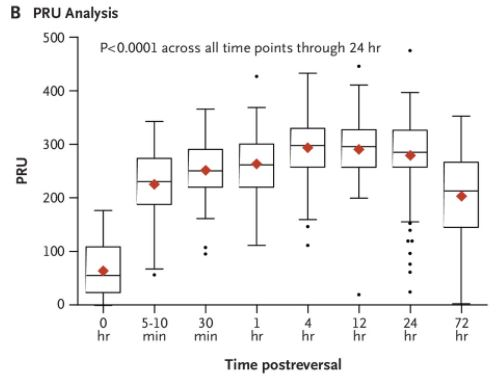 B PRU Analysis
P<0.0001 across all time points through 24 hr
PRU
500
400
300
200
100
0
0 hr
5-10 min
30 min
1 hr
4 hr
12 hr
24 hr
72 hr
Time postreversal